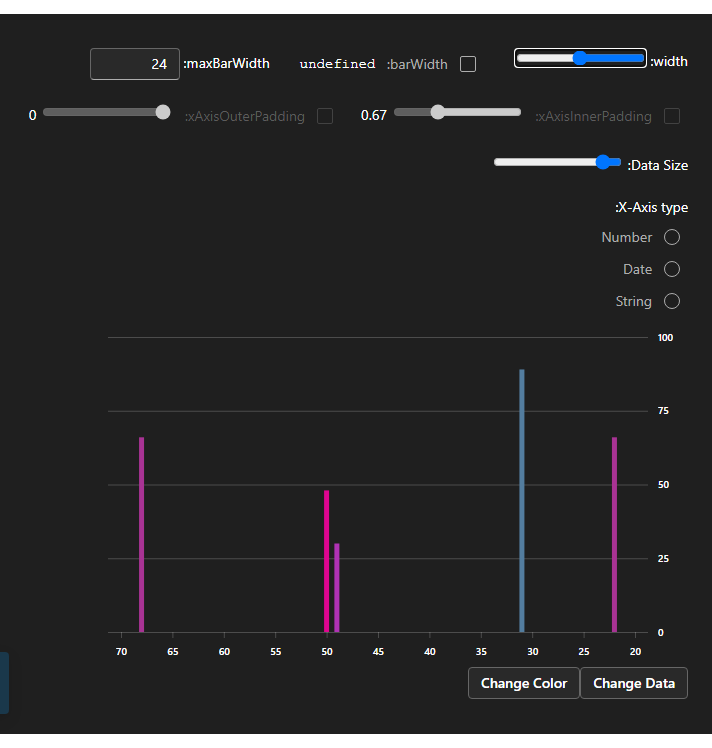 :width
:barWidth undefined
:maxBarWidth 24
:xAxisInnerPadding 0.67
:xAxisOuterPadding 0
:Data Size
:X-Axis type
Number
Date
String
100
75
50
25
0
70 65 60 55 50 45 40 35 30 25 20
Change Color Change Data